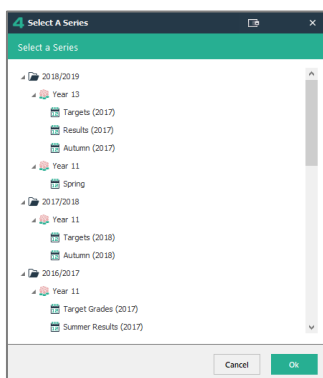 4 Select A Series
Select a Series
2018/2019
Year 13
Targets (2017)
Results (2017)
Autumn (2017)
Year 11
Spring
2017/2018
Year 11
Targets (2018)
Autumn (2018)
2016/2017
Year 11
Target Grades (2017)
Summer Results (2017)
Cancel Ok